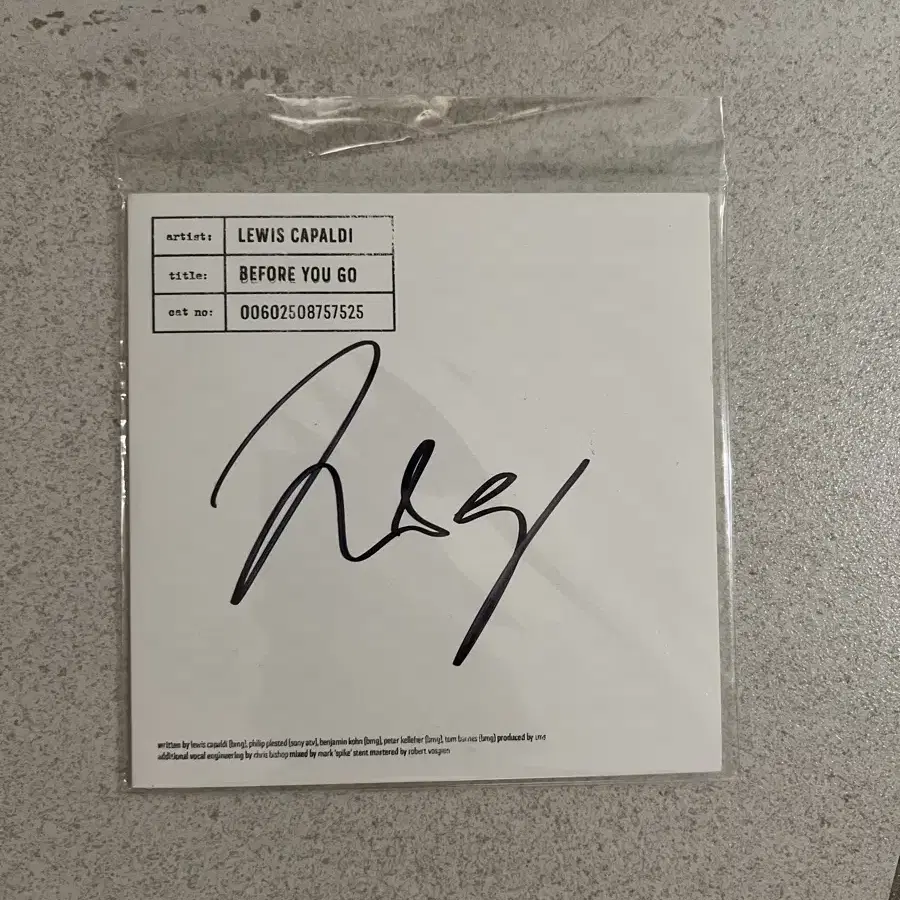 artist: LEWIS CAPALDI
title: BEFORE YOU GO
cat no: 00602508757525
written by lewis capaldi (bmg), philip plested (sony atv), benjamin kohn (bmg), peter kelleher (bmg), tom barnes (bmg) produced by tms
additional vocal engineering by chris bishop mixed by mark 'spike' stent mastered by robert vosgien